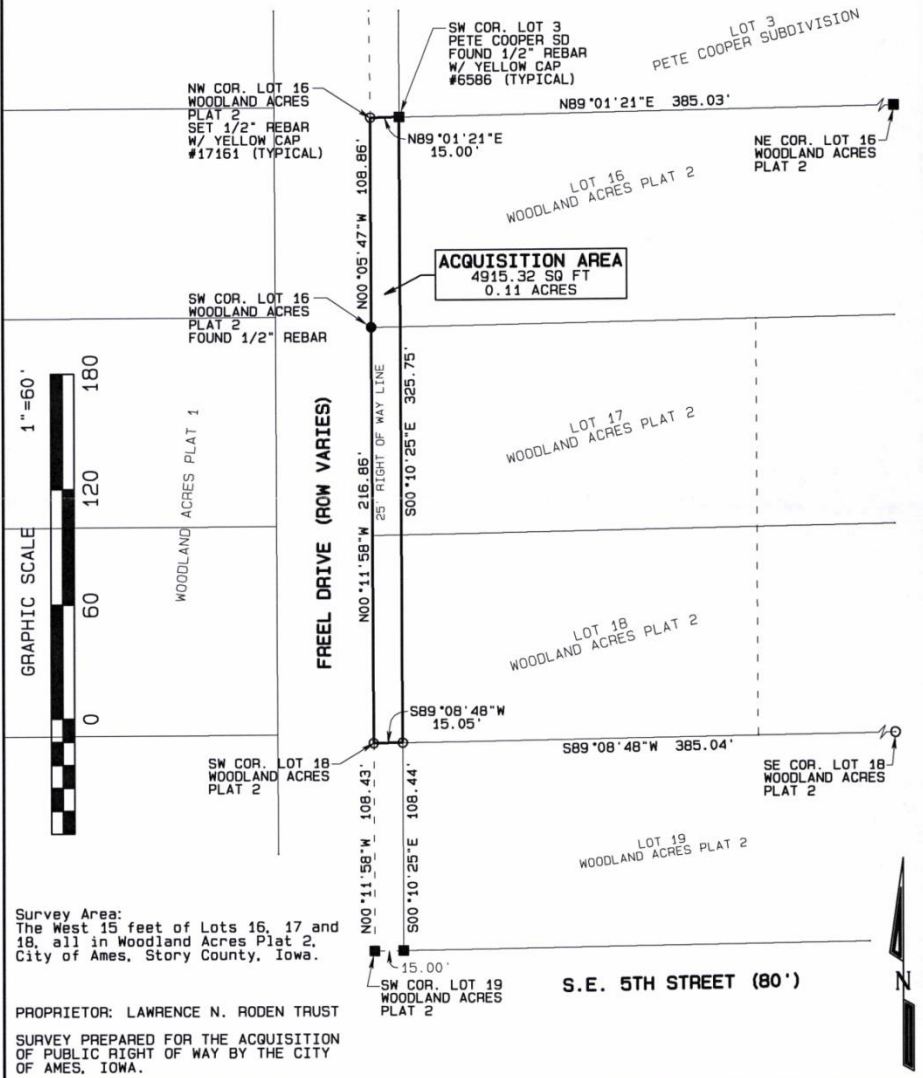 LOT 3
PETE COOPER SUBDIVISION
SW COR. LOT 3
PETE COOPER SD
FOUND 1/2" REBAR
W/ YELLOW CAP
#6586 (TYPICAL)
NW COR. LOT 16
WOODLAND ACRES
PLAT 2
SET 1/2" REBAR
W/ YELLOW CAP
#17161 (TYPICAL)
N89°01'21"E 385.03'
N89°01'21"E
15.00'
NE COR. LOT 16
WOODLAND ACRES
PLAT 2
LOT 16
WOODLAND ACRES PLAT 2
N00°05'47"W 108.86'
ACQUISITION AREA
4915.32 SQ FT
0.11 ACRES
SW COR. LOT 16
WOODLAND ACRES
PLAT 2
FOUND 1/2" REBAR
GRAPHIC SCALE 1"=60'
0 60 120 180
WOODLAND ACRES PLAT 1
FREEL DRIVE (ROW VARIES)
N00°11'58"W 216.86'
25' RIGHT OF WAY LINE
S00°10'25"E 325.75'
LOT 17
WOODLAND ACRES PLAT 2
LOT 18
WOODLAND ACRES PLAT 2
S89°08'48"W
15.05'
S89°08'48"W 385.04'
SW COR. LOT 18
WOODLAND ACRES
PLAT 2
SE COR. LOT 18
WOODLAND ACRES
PLAT 2
N00°11'58"W 108.43'
S00°10'25"E 108.44'
LOT 19
WOODLAND ACRES PLAT 2
Survey Area:
The West 15 feet of Lots 16, 17 and
18, all in Woodland Acres Plat 2,
City of Ames, Story County, Iowa.
15.00'
SW COR. LOT 19
WOODLAND ACRES
PLAT 2
S.E. 5TH STREET (80')
N
PROPRIETOR: LAWRENCE N. RODEN TRUST
SURVEY PREPARED FOR THE ACQUISITION
OF PUBLIC RIGHT OF WAY BY THE CITY
OF AMES, IOWA.